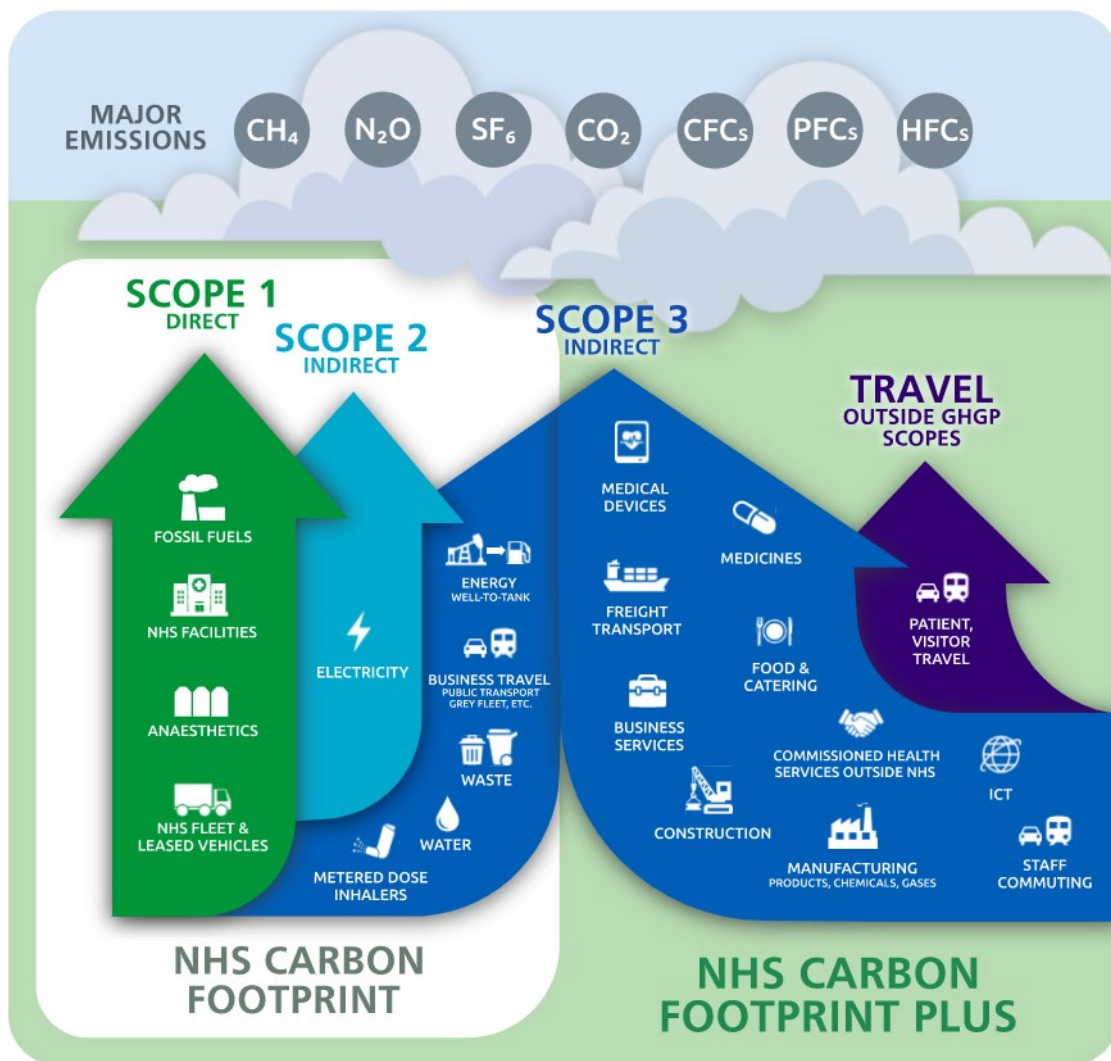 MAJOR
EMISSIONS
CH₄
N₂O
SF₆
CO₂
CFCs
PFCs
HFCs
SCOPE 1
DIRECT
SCOPE 2
INDIRECT
SCOPE 3
INDIRECT
TRAVEL
OUTSIDE GHGP
SCOPES
FOSSIL FUELS
NHS FACILITIES
ANAESTHETICS
NHS FLEET &
LEASED VEHICLES
ELECTRICITY
ENERGY
WELL-TO-TANK
BUSINESS TRAVEL
PUBLIC TRANSPORT
GREY FLEET, ETC.
WASTE
WATER
METERED DOSE
INHALERS
MEDICAL
DEVICES
MEDICINES
FREIGHT
TRANSPORT
FOOD &
CATERING
BUSINESS
SERVICES
COMMISSIONED HEALTH
SERVICES OUTSIDE NHS
CONSTRUCTION
MANUFACTURING
PRODUCTS, CHEMICALS, GASES
ICT
STAFF
COMMUTING
PATIENT,
VISITOR
TRAVEL
NHS CARBON
FOOTPRINT
NHS CARBON
FOOTPRINT PLUS